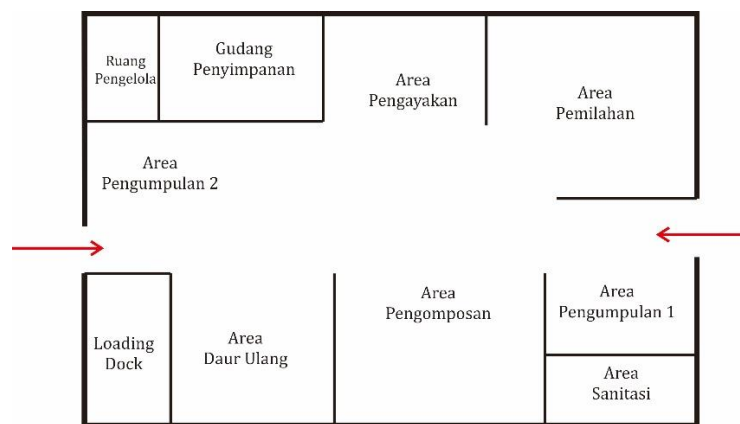 Ruang
Pengelola
Gudang
Penyimpanan
Area
Pengayakan
Area
Pemilahan
Area
Pengumpulan 2
Loading
Dock
Area
Daur Ulang
Area
Pengomposan
Area
Pengumpulan 1
Area
Sanitasi